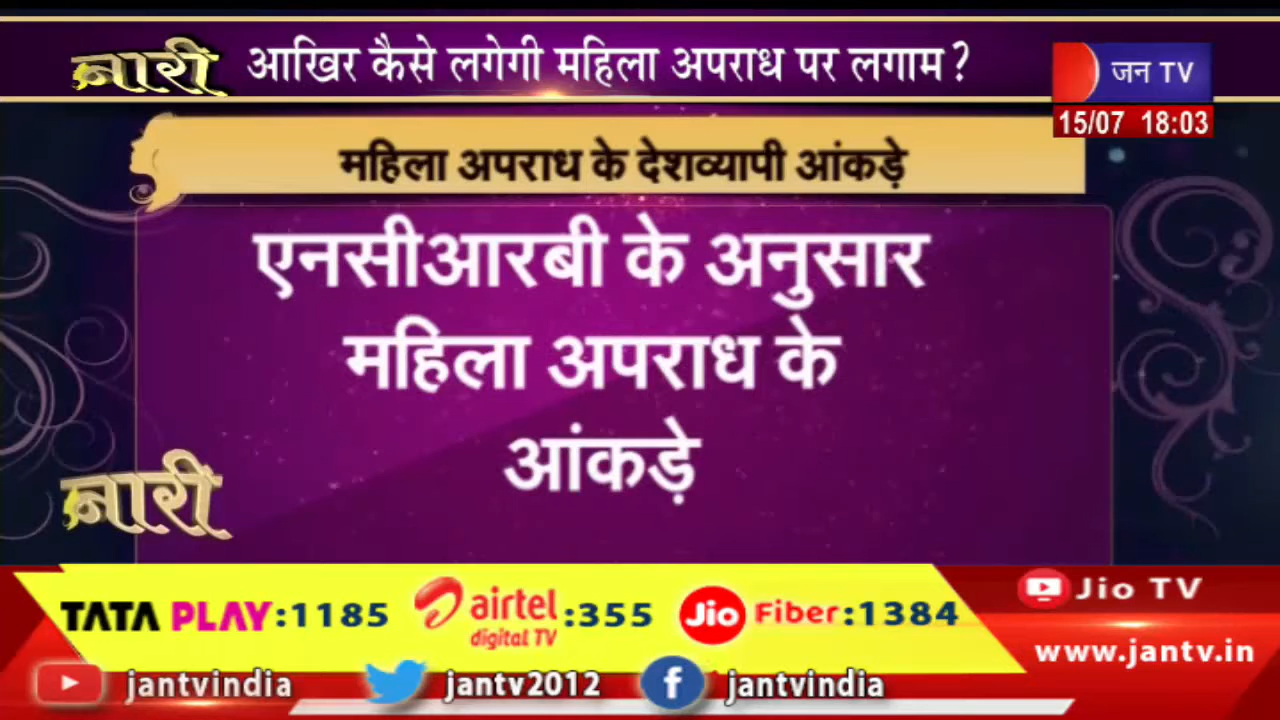 नारी
आखिर कैसे लगेगी महिला अपराध पर लगाम?
जन TV
15/07 18:03
महिला अपराध के देशव्यापी आंकड़े
एनसीआरबी के अनुसार
महिला अपराध के
आंकड़े
नारी
TATA PLAY:1185
airtel digital TV:355
Jio Fiber:1384
Jio TV
www.jantv.in
jantvindia
jantv2012
jantvindia